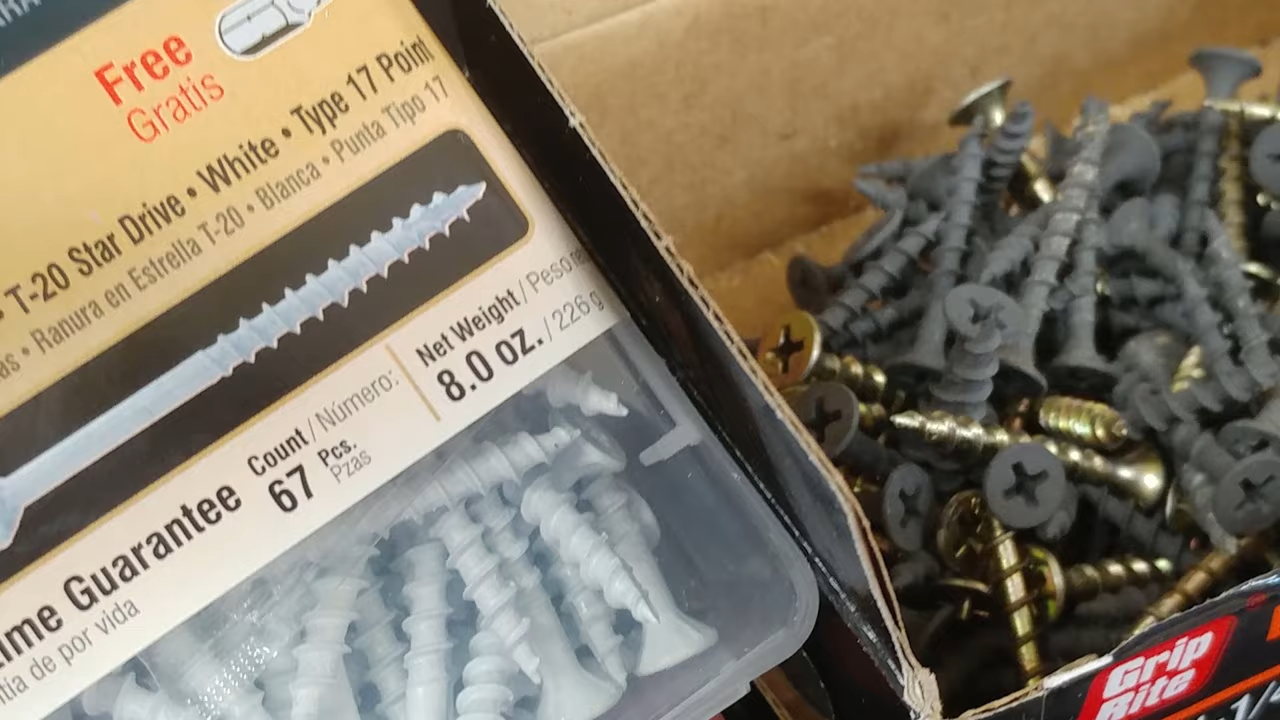 Free
Gratis
T-20 Star Drive • White • Type 17 Point
• Ranura en Estrella T-20 • Blanca • Punta Tipo 17
Net Weight / Peso
8.0 oz. / 226 g
Count / Número:
67 Pcs.
Pzas
Guarantee
de por vida
Grip
Rite